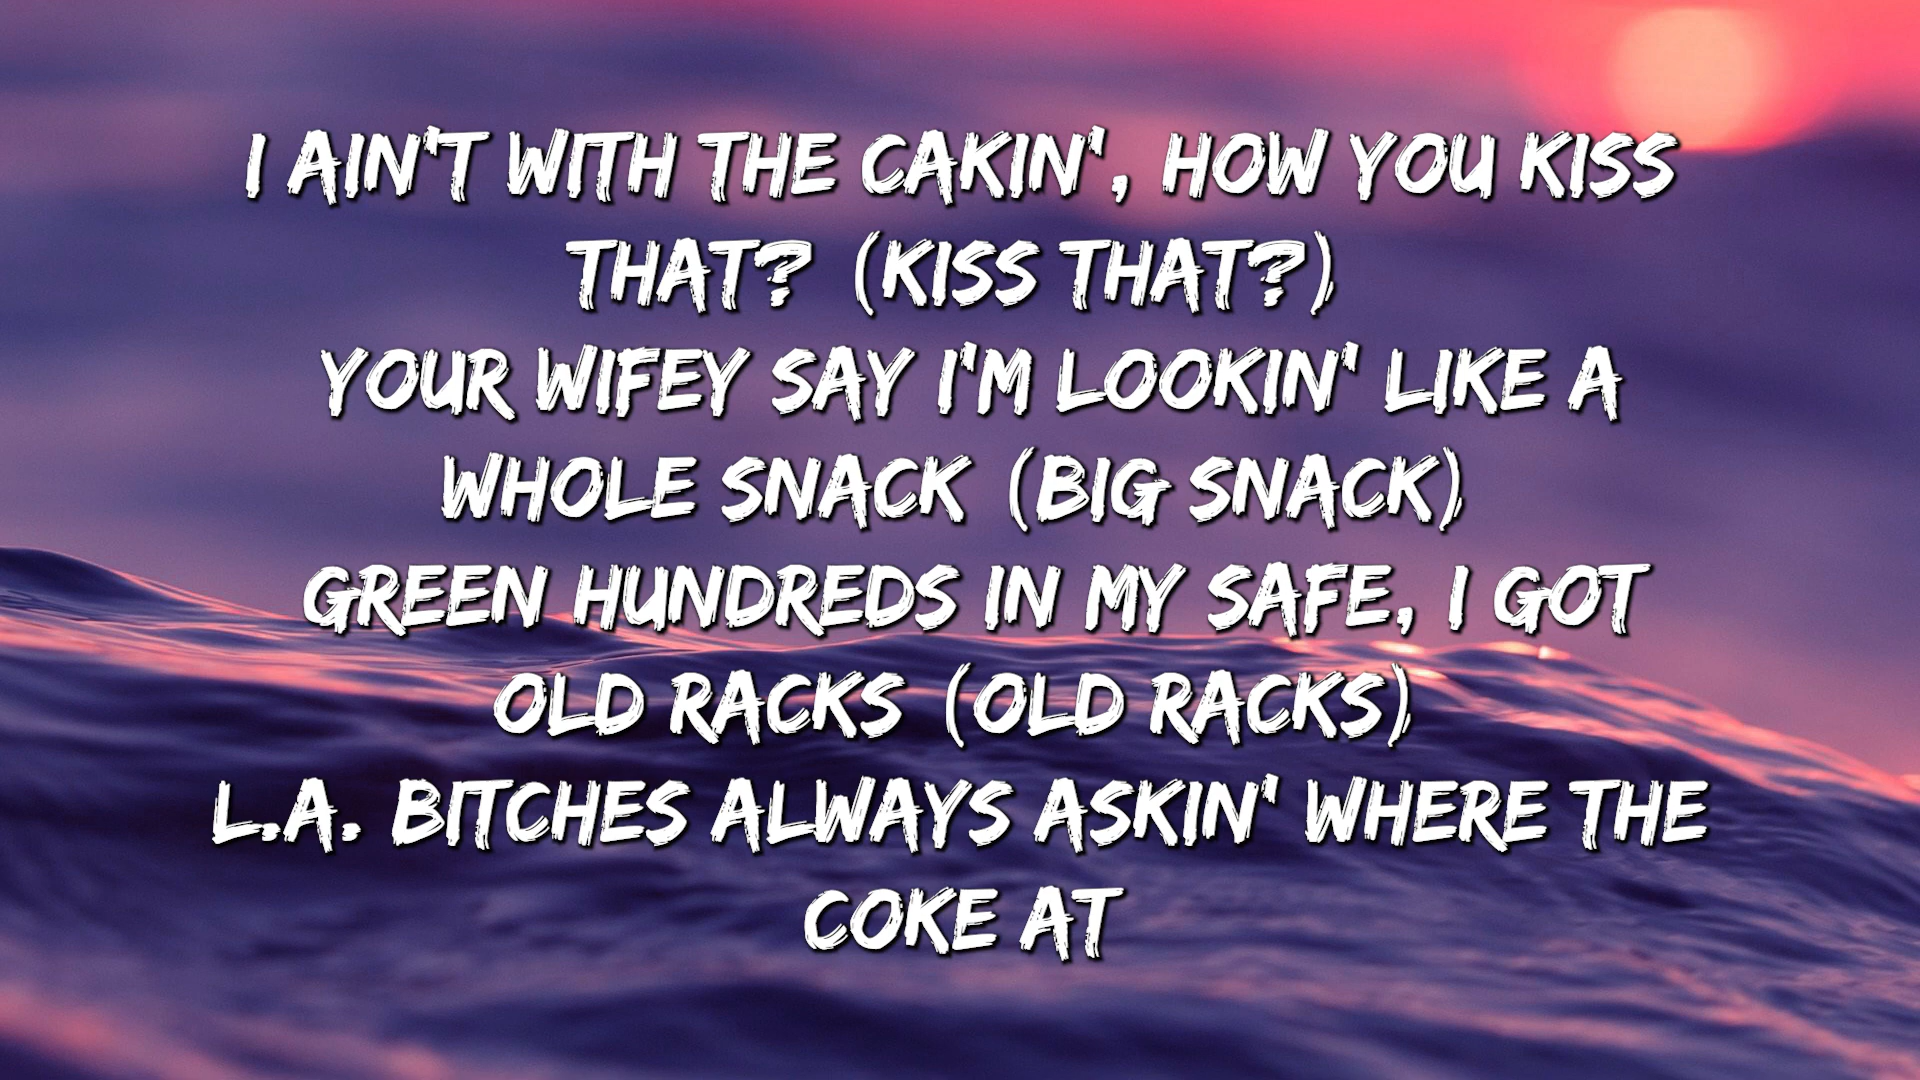 I AIN'T WITH THE CAKIN', HOW YOU KISS
THAT? (KISS THAT?)
YOUR WIFEY SAY I'M LOOKIN' LIKE A
WHOLE SNACK (BIG SNACK)
GREEN HUNDREDS IN MY SAFE, I GOT
OLD RACKS (OLD RACKS)
L.A. BITCHES ALWAYS ASKIN' WHERE THE
COKE AT